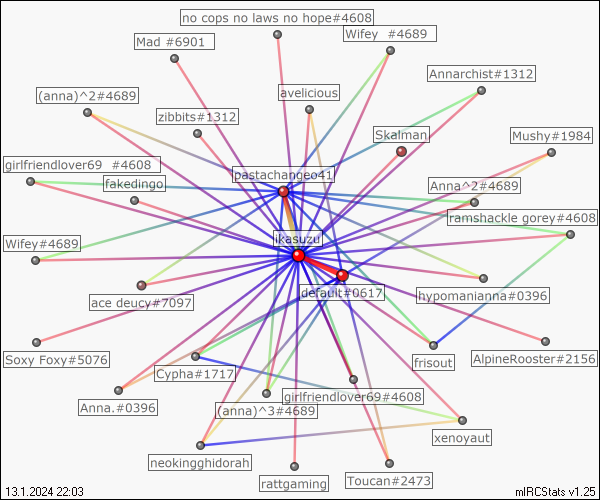 no cops no laws no hope#4608
Mad #6901
Wifey #4689
Annarchist#1312
(anna)^2#4689
avelicious
zibbits#1312
Skalman
Mushy#1984
girlfriendlover69 #4608
pastachangeo41
fakedingo
Anna^2#4689
ramshackle gorey#4608
Wifey#4689
ikasuzu
ace deucy#7097
default#0617
hypomanianna#0396
Soxy Foxy#5076
Cypha#1717
frisout
AlpineRooster#2156
Anna.#0396
(anna)^3#4689
girlfriendlover69#4608
xenoyaut
neokingghidorah
rattgaming
Toucan#2473
13.1.2024 22:03
mIRCStats v1.25